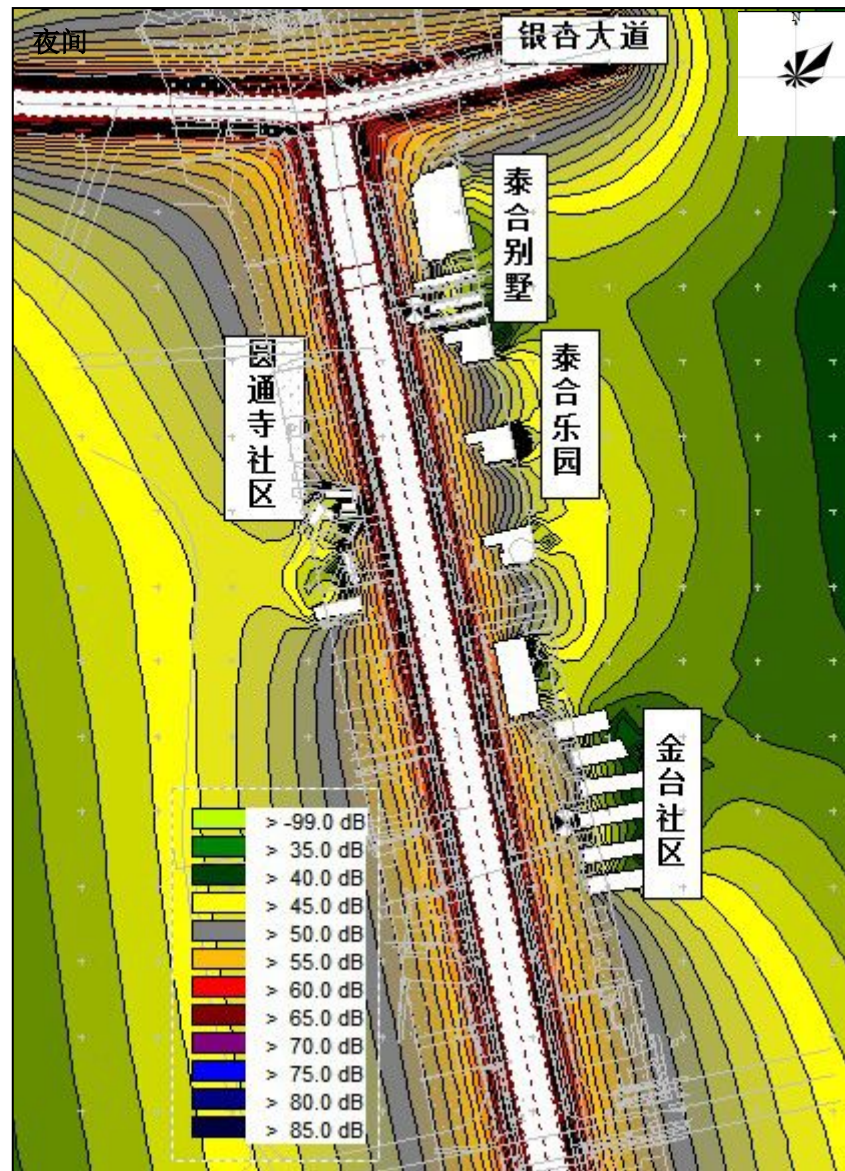 夜间
银杏大道
N
泰合别墅
泰合乐园
圆通寺社区
金台社区
> -99.0 dB
> 35.0 dB
> 40.0 dB
> 45.0 dB
> 50.0 dB
> 55.0 dB
> 60.0 dB
> 65.0 dB
> 70.0 dB
> 75.0 dB
> 80.0 dB
> 85.0 dB